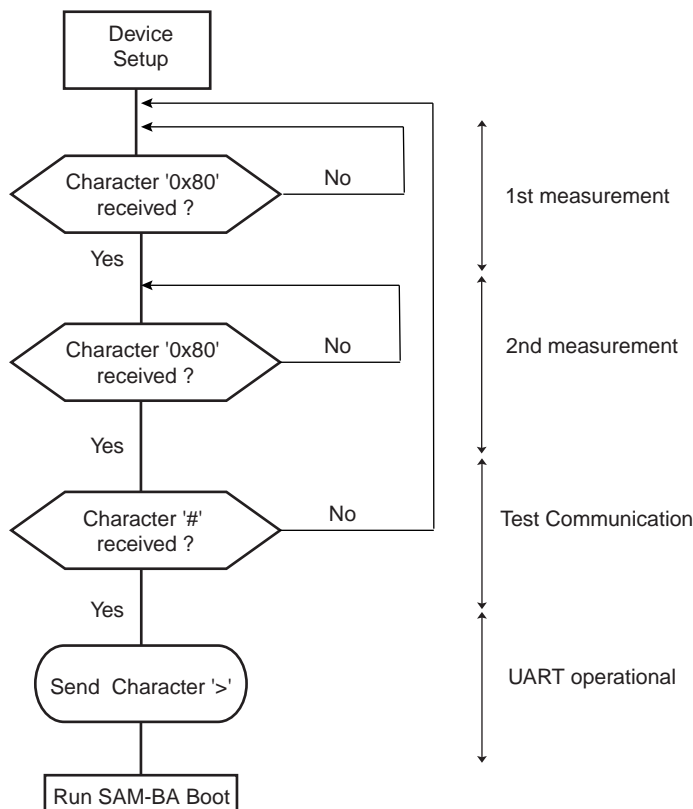 Device
Setup
Character '0x80'
received ?
No
1st measurement
Yes
Character '0x80'
received ?
No
2nd measurement
Yes
Character '#'
received ?
No
Test Communication
Yes
Send Character '>'
UART operational
Run SAM-BA Boot